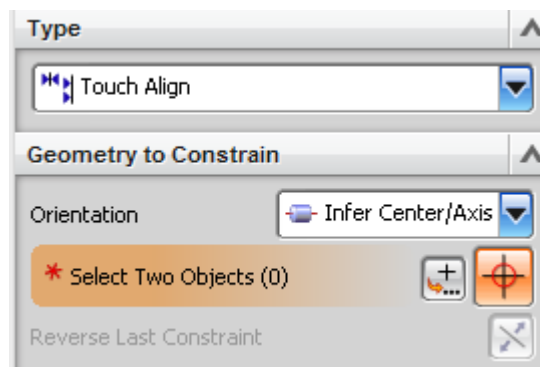 Type
Touch Align
Geometry to Constrain
Orientation Infer Center/Axis
* Select Two Objects (0)
Reverse Last Constraint